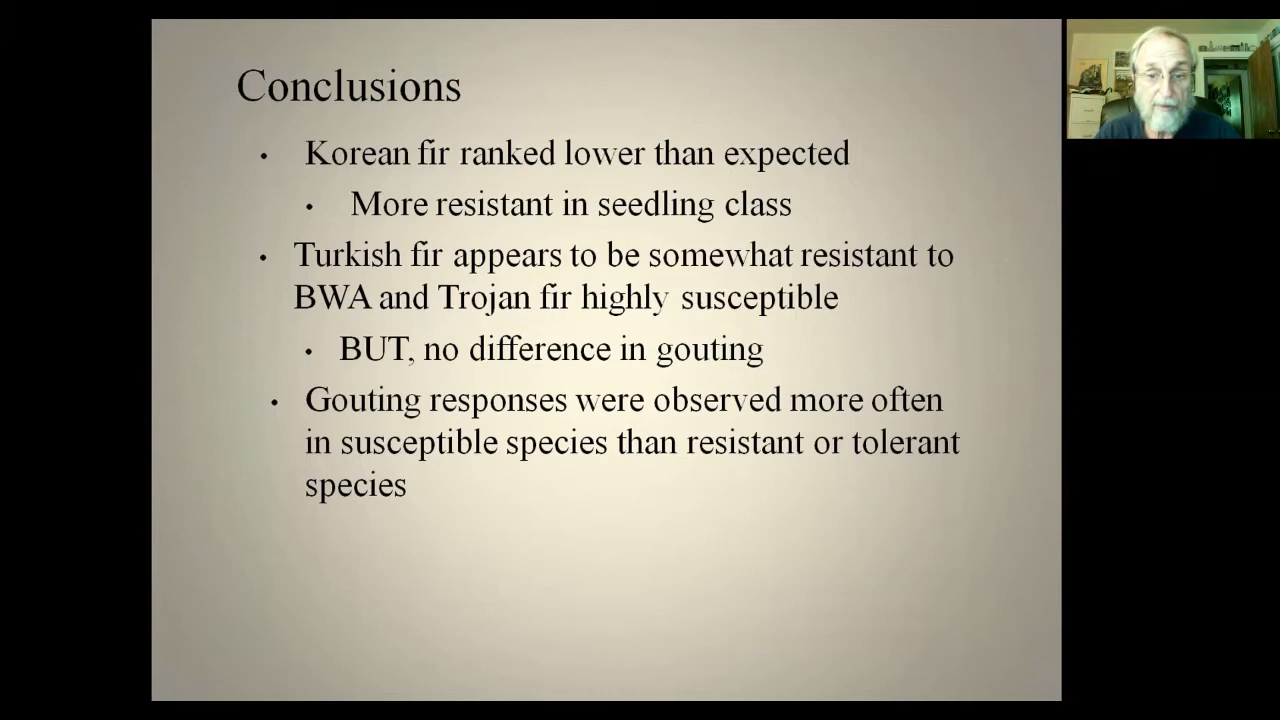 Conclusions
• Korean fir ranked lower than expected
• More resistant in seedling class
• Turkish fir appears to be somewhat resistant to
BWA and Trojan fir highly susceptible
• BUT, no difference in gouting
• Gouting responses were observed more often
in susceptible species than resistant or tolerant
species